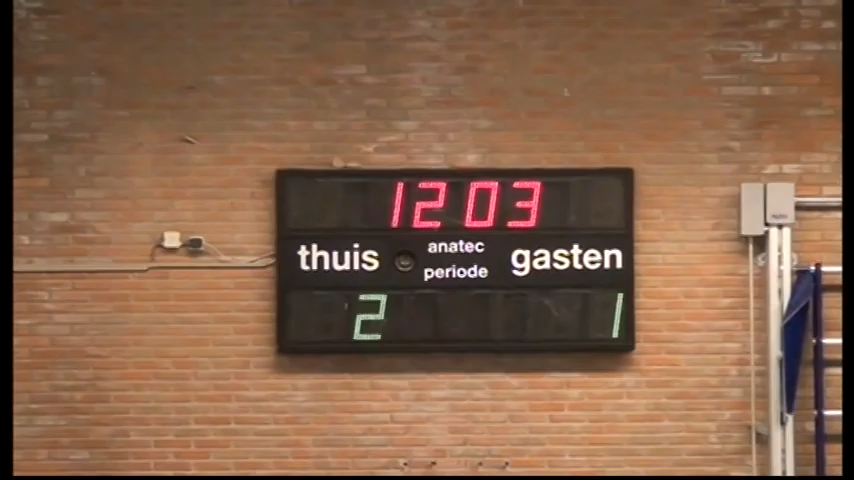 12 03
anatec
thuis gasten
periode
2 1